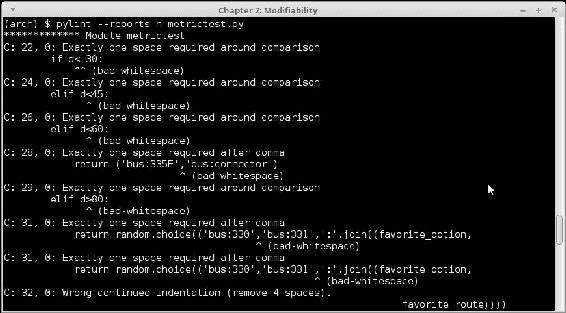 Chapter 2: Modifiability
(arch) $ pylint --reports n metrictest.py
************* Module metrictest
C: 22, 0: Exactly one space required around comparison
if d< 30:
^^ (bad-whitespace)
C: 24, 0: Exactly one space required around comparison
elif d<45:
^ (bad-whitespace)
C: 26, 0: Exactly one space required around comparison
elif d<60:
^ (bad-whitespace)
C: 28, 0: Exactly one space required after comma
return ('bus:335E','bus:connector')
^ (bad-whitespace)
C: 29, 0: Exactly one space required around comparison
elif d>80:
^ (bad-whitespace)
C: 31, 0: Exactly one space required after comma
return random.choice(('bus:330','bus:331',':'.join((favorite_option,
^ (bad-whitespace)
C: 31, 0: Exactly one space required after comma
return random.choice(('bus:330','bus:331',':'.join((favorite_option,
^ (bad-whitespace)
C: 32, 0: Wrong continued indentation (remove 4 spaces).
favorite_route))))